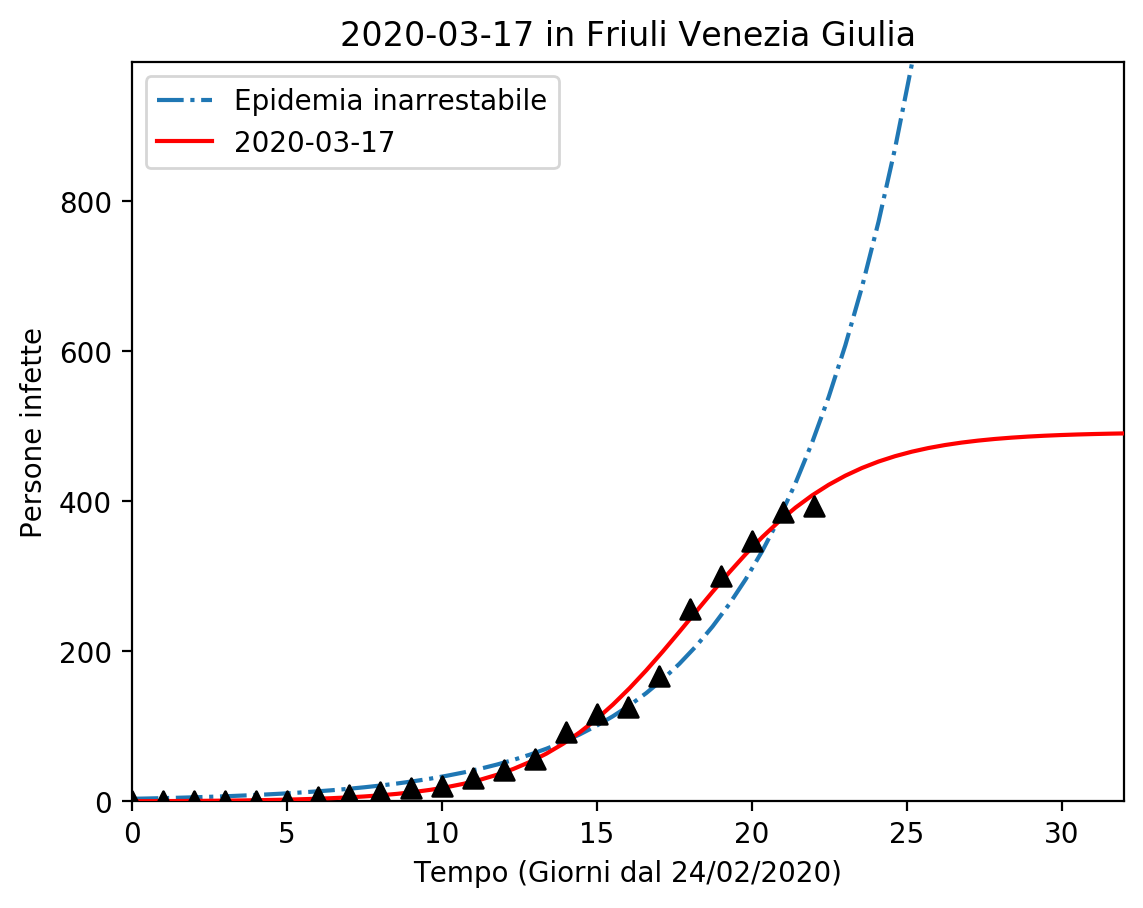 2020-03-17 in Friuli Venezia Giulia
Epidemia inarrestabile
2020-03-17
800
600
400
200
0
Persone infette
0 5 10 15 20 25 30
Tempo (Giorni dal 24/02/2020)